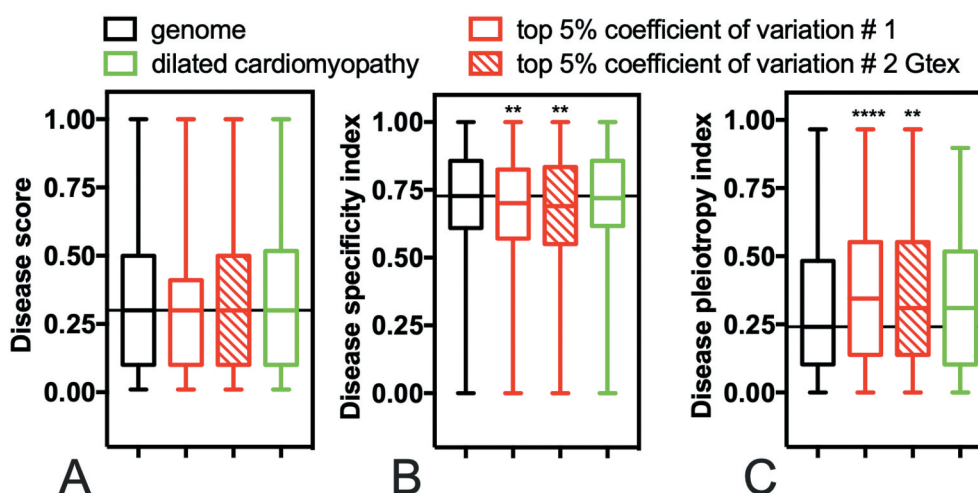 genome
top 5% coefficient of variation # 1
dilated cardiomyopathy
top 5% coefficient of variation # 2 Gtex
Disease score
1.00
0.75
0.50
0.25
0.00
A
Disease specificity index
1.00
0.75
0.50
0.25
0.00
** **
B
Disease pleiotropy index
1.00
0.75
0.50
0.25
0.00
**** **
C